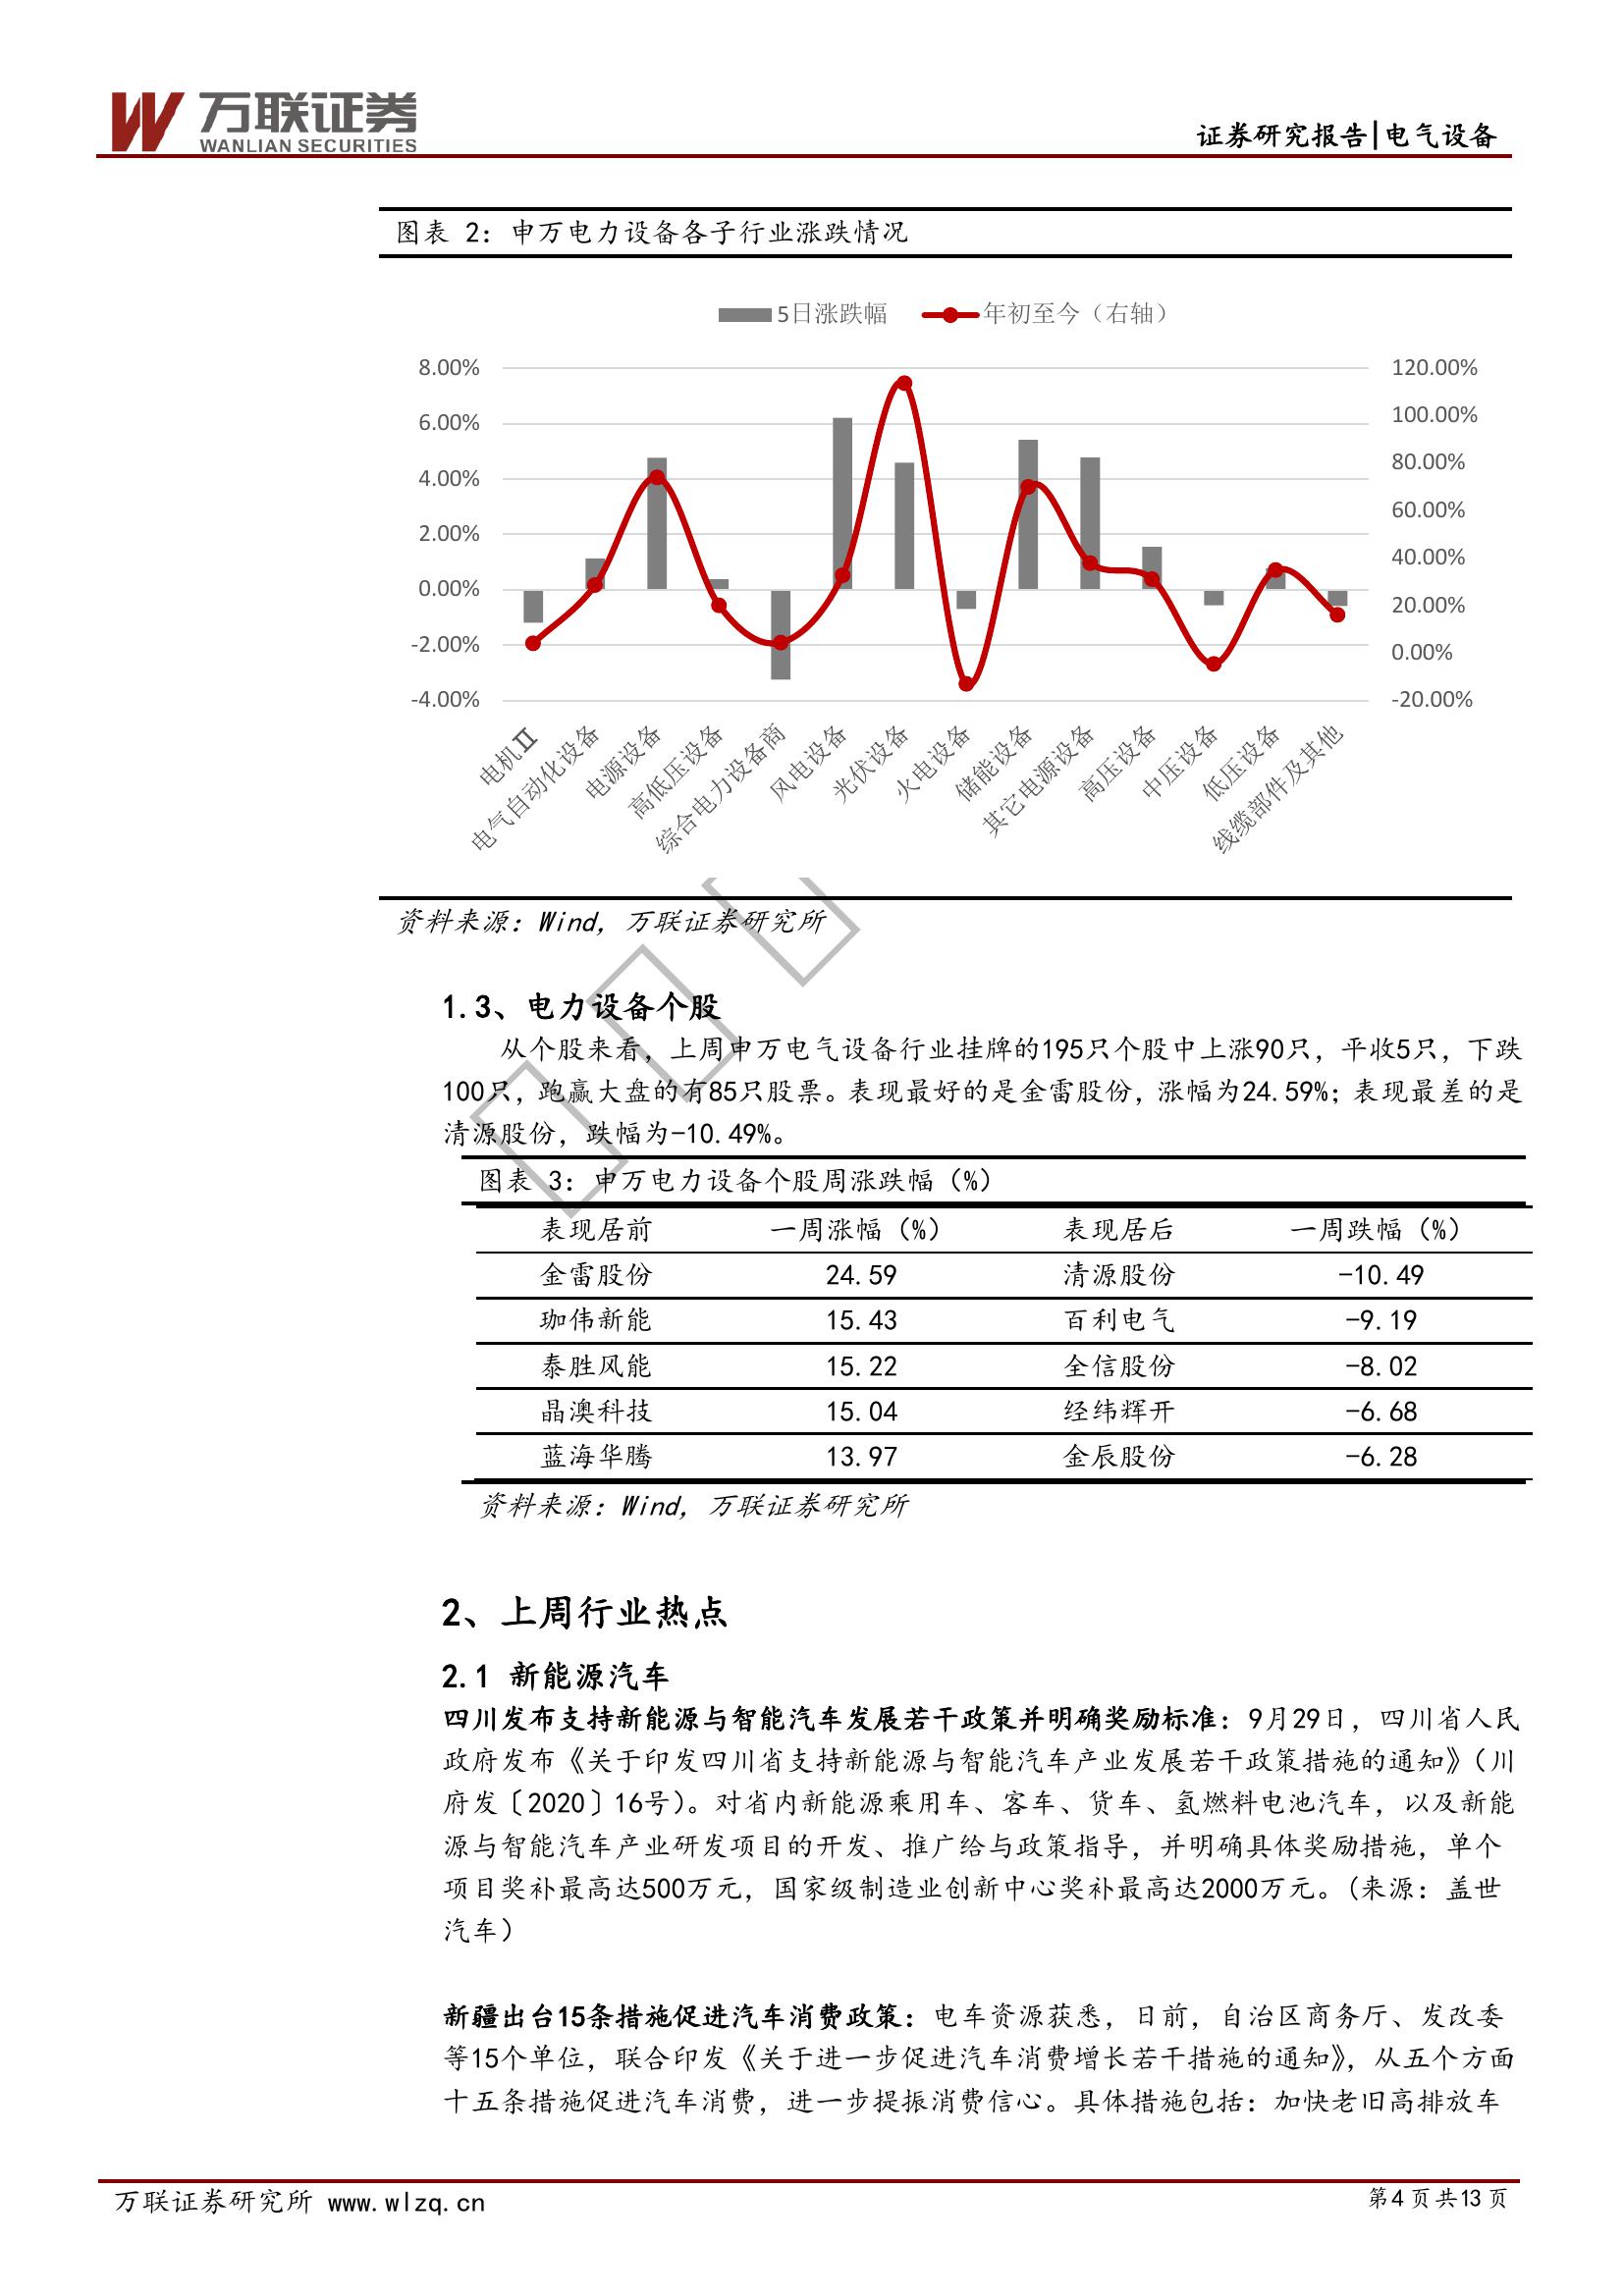 万联证券
WANLIAN SECURITIES
证券研究报告|电气设备
图表 2：申万电力设备各子行业涨跌情况
5日涨跌幅 年初至今（右轴）
8.00% 120.00%
6.00% 100.00%
4.00% 80.00%
2.00% 60.00%
0.00% 40.00%
-2.00% 20.00%
-4.00% 0.00%
-20.00%
电机Ⅱ
电气自动化设备
电源设备
高低压设备
综合电力设备商
风电设备
光伏设备
火电设备
储能设备
其它电源设备
高压设备
中压设备
低压设备
线缆部件及其他
资料来源：Wind，万联证券研究所
1.3、电力设备个股
从个股来看，上周申万电气设备行业挂牌的195只个股中上涨90只，平收5只，下跌
100只，跑赢大盘的有85只股票。表现最好的是金雷股份，涨幅为24.59%；表现最差的是
清源股份，跌幅为-10.49%。
图表 3：申万电力设备个股周涨跌幅（%）
表现居前 一周涨幅（%） 表现居后 一周跌幅（%）
金雷股份 24.59 清源股份 -10.49
珈伟新能 15.43 百利电气 -9.19
泰胜风能 15.22 全信股份 -8.02
晶澳科技 15.04 经纬辉开 -6.68
蓝海华腾 13.97 金辰股份 -6.28
资料来源：Wind，万联证券研究所
2、上周行业热点
2.1 新能源汽车
四川发布支持新能源与智能汽车发展若干政策并明确奖励标准：9月29日，四川省人民
政府发布《关于印发四川省支持新能源与智能汽车产业发展若干政策措施的通知》（川
府发〔2020〕16号）。对省内新能源乘用车、客车、货车、氢燃料电池汽车，以及新能
源与智能汽车产业研发项目的开发、推广给与政策指导，并明确具体奖励措施，单个
项目奖补最高达500万元，国家级制造业创新中心奖补最高达2000万元。（来源：盖世
汽车）
新疆出台15条措施促进汽车消费政策：电车资源获悉，日前，自治区商务厅、发改委
等15个单位，联合印发《关于进一步促进汽车消费增长若干措施的通知》，从五个方面
十五条措施促进汽车消费，进一步提振消费信心。具体措施包括：加快老旧高排放车
万联证券研究所 www.wlzq.cn
第4页共13页